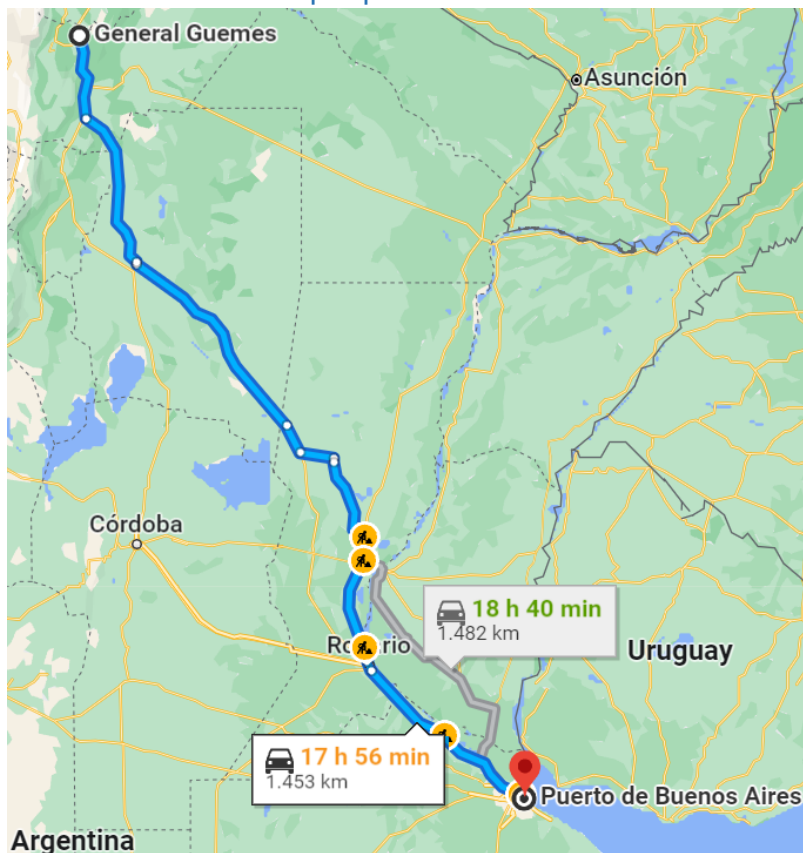 General Guemes
Asunción
Córdoba
18 h 40 min
1.482 km
Uruguay
17 h 56 min
1.453 km
Puerto de Buenos Aires
Argentina